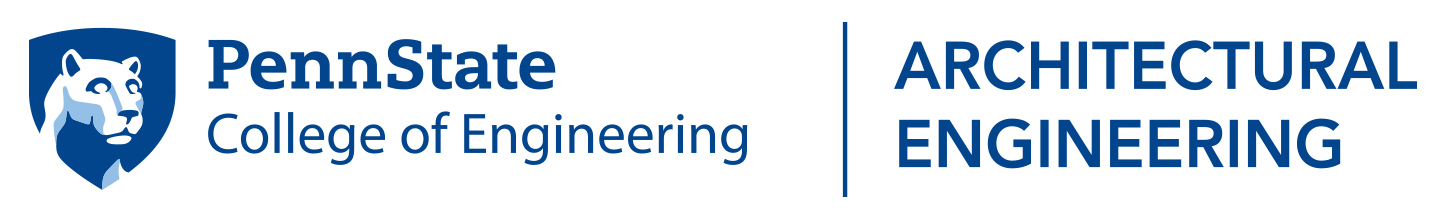 PennState
College of Engineering
ARCHITECTURAL
ENGINEERING